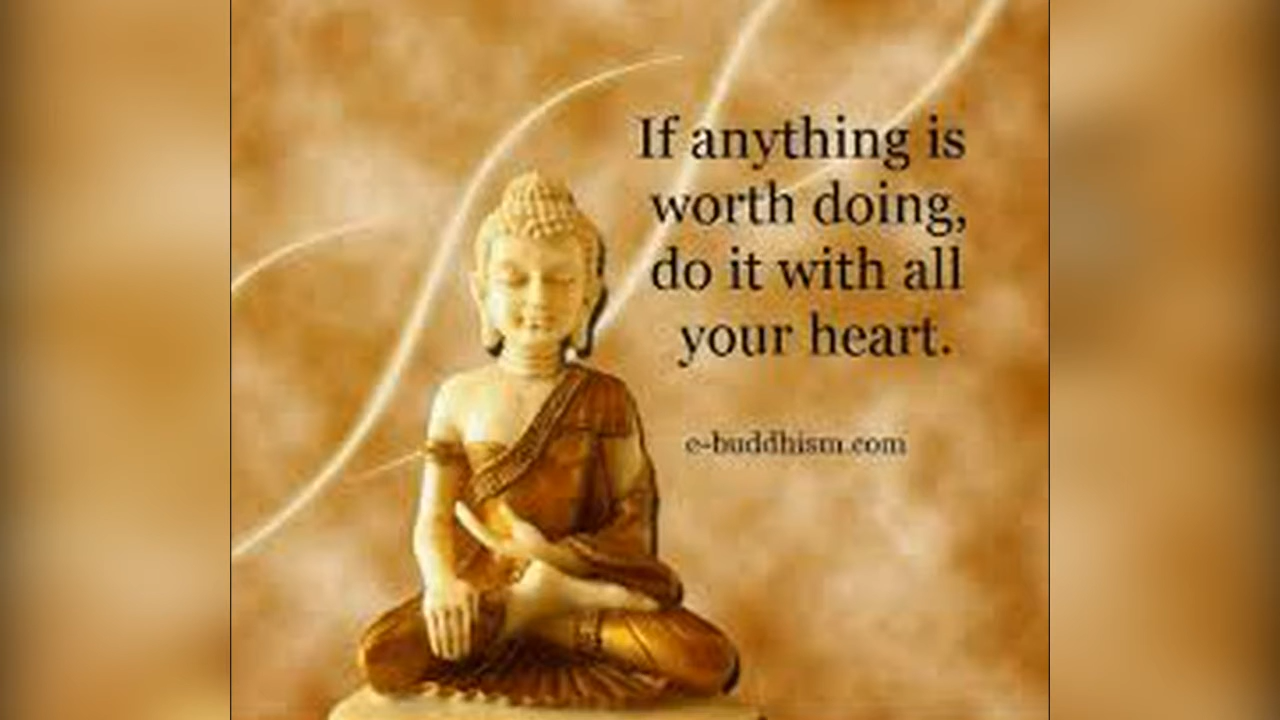 If anything is
worth doing,
do it with all
your heart.
e-buddhism.com